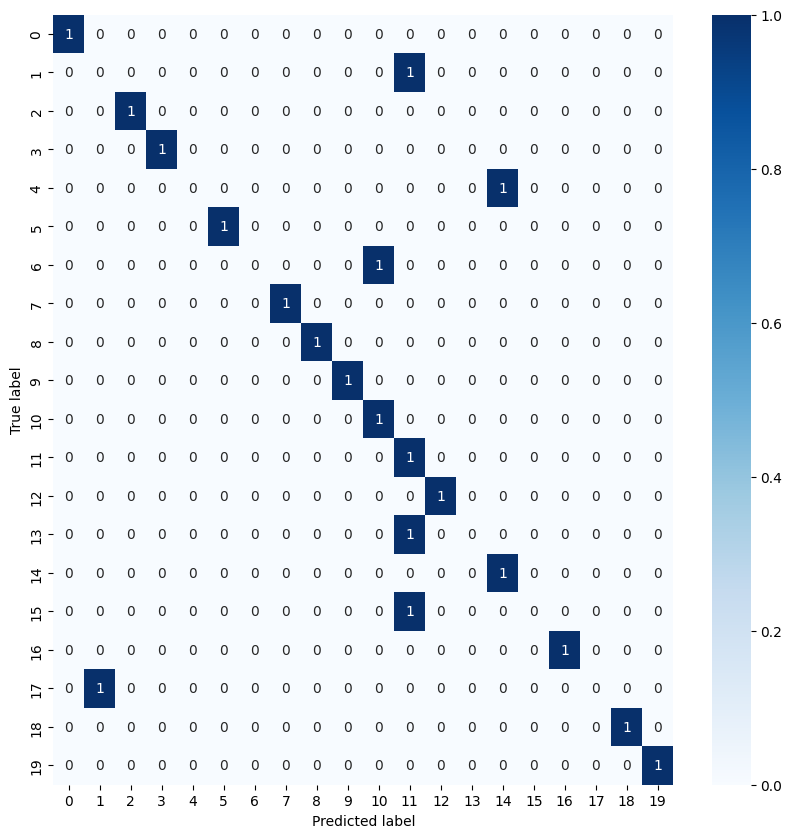 0 1 0 0 0 0 0 0 0 0 0 0 0 0 0 0 0 0 0 0 0 1.0
1 0 0 0 0 0 0 0 0 0 0 0 1 0 0 0 0 0 0 0 0
2 0 0 1 0 0 0 0 0 0 0 0 0 0 0 0 0 0 0 0 0
3 0 0 0 1 0 0 0 0 0 0 0 0 0 0 0 0 0 0 0 0
4 0 0 0 0 0 0 0 0 0 0 0 0 0 0 1 0 0 0 0 0 0.8
5 0 0 0 0 0 1 0 0 0 0 0 0 0 0 0 0 0 0 0 0
6 0 0 0 0 0 0 0 0 0 0 1 0 0 0 0 0 0 0 0 0
7 0 0 0 0 0 0 0 1 0 0 0 0 0 0 0 0 0 0 0 0
8 0 0 0 0 0 0 0 0 1 0 0 0 0 0 0 0 0 0 0 0 0.6
9 0 0 0 0 0 0 0 0 0 1 0 0 0 0 0 0 0 0 0 0
True label
10 0 0 0 0 0 0 0 0 0 0 1 0 0 0 0 0 0 0 0 0
11 0 0 0 0 0 0 0 0 0 0 0 1 0 0 0 0 0 0 0 0
12 0 0 0 0 0 0 0 0 0 0 0 0 1 0 0 0 0 0 0 0 0.4
13 0 0 0 0 0 0 0 0 0 0 0 1 0 0 0 0 0 0 0 0
14 0 0 0 0 0 0 0 0 0 0 0 0 0 0 1 0 0 0 0 0
15 0 0 0 0 0 0 0 0 0 0 0 1 0 0 0 0 0 0 0 0
16 0 0 0 0 0 0 0 0 0 0 0 0 0 0 0 0 1 0 0 0 0.2
17 0 1 0 0 0 0 0 0 0 0 0 0 0 0 0 0 0 0 0 0
18 0 0 0 0 0 0 0 0 0 0 0 0 0 0 0 0 0 0 1 0
19 0 0 0 0 0 0 0 0 0 0 0 0 0 0 0 0 0 0 0 1 0.0
0 1 2 3 4 5 6 7 8 9 10 11 12 13 14 15 16 17 18 19
Predicted label